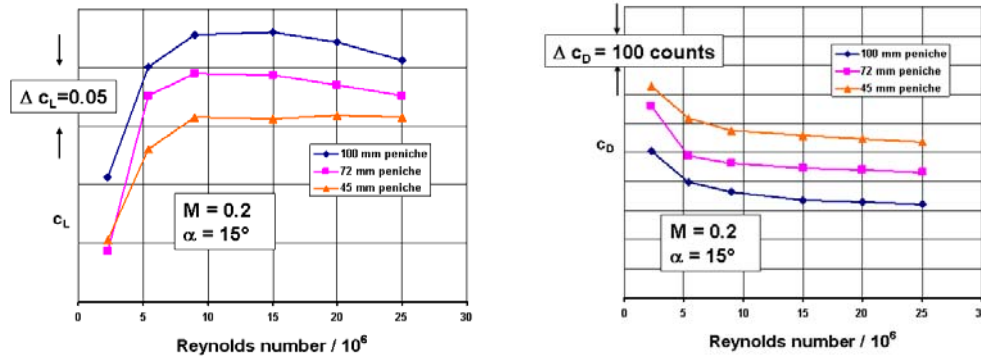 Δ cL=0.05
100 mm peniche
72 mm peniche
45 mm peniche
M = 0.2
α = 15°
cL
0 5 10 15 20 25 30
Reynolds number / 10⁶
Δ cD = 100 counts
100 mm peniche
72 mm peniche
45 mm peniche
cD
M = 0.2
α = 15°
0 5 10 15 20 25 30
Reynolds number / 10⁶